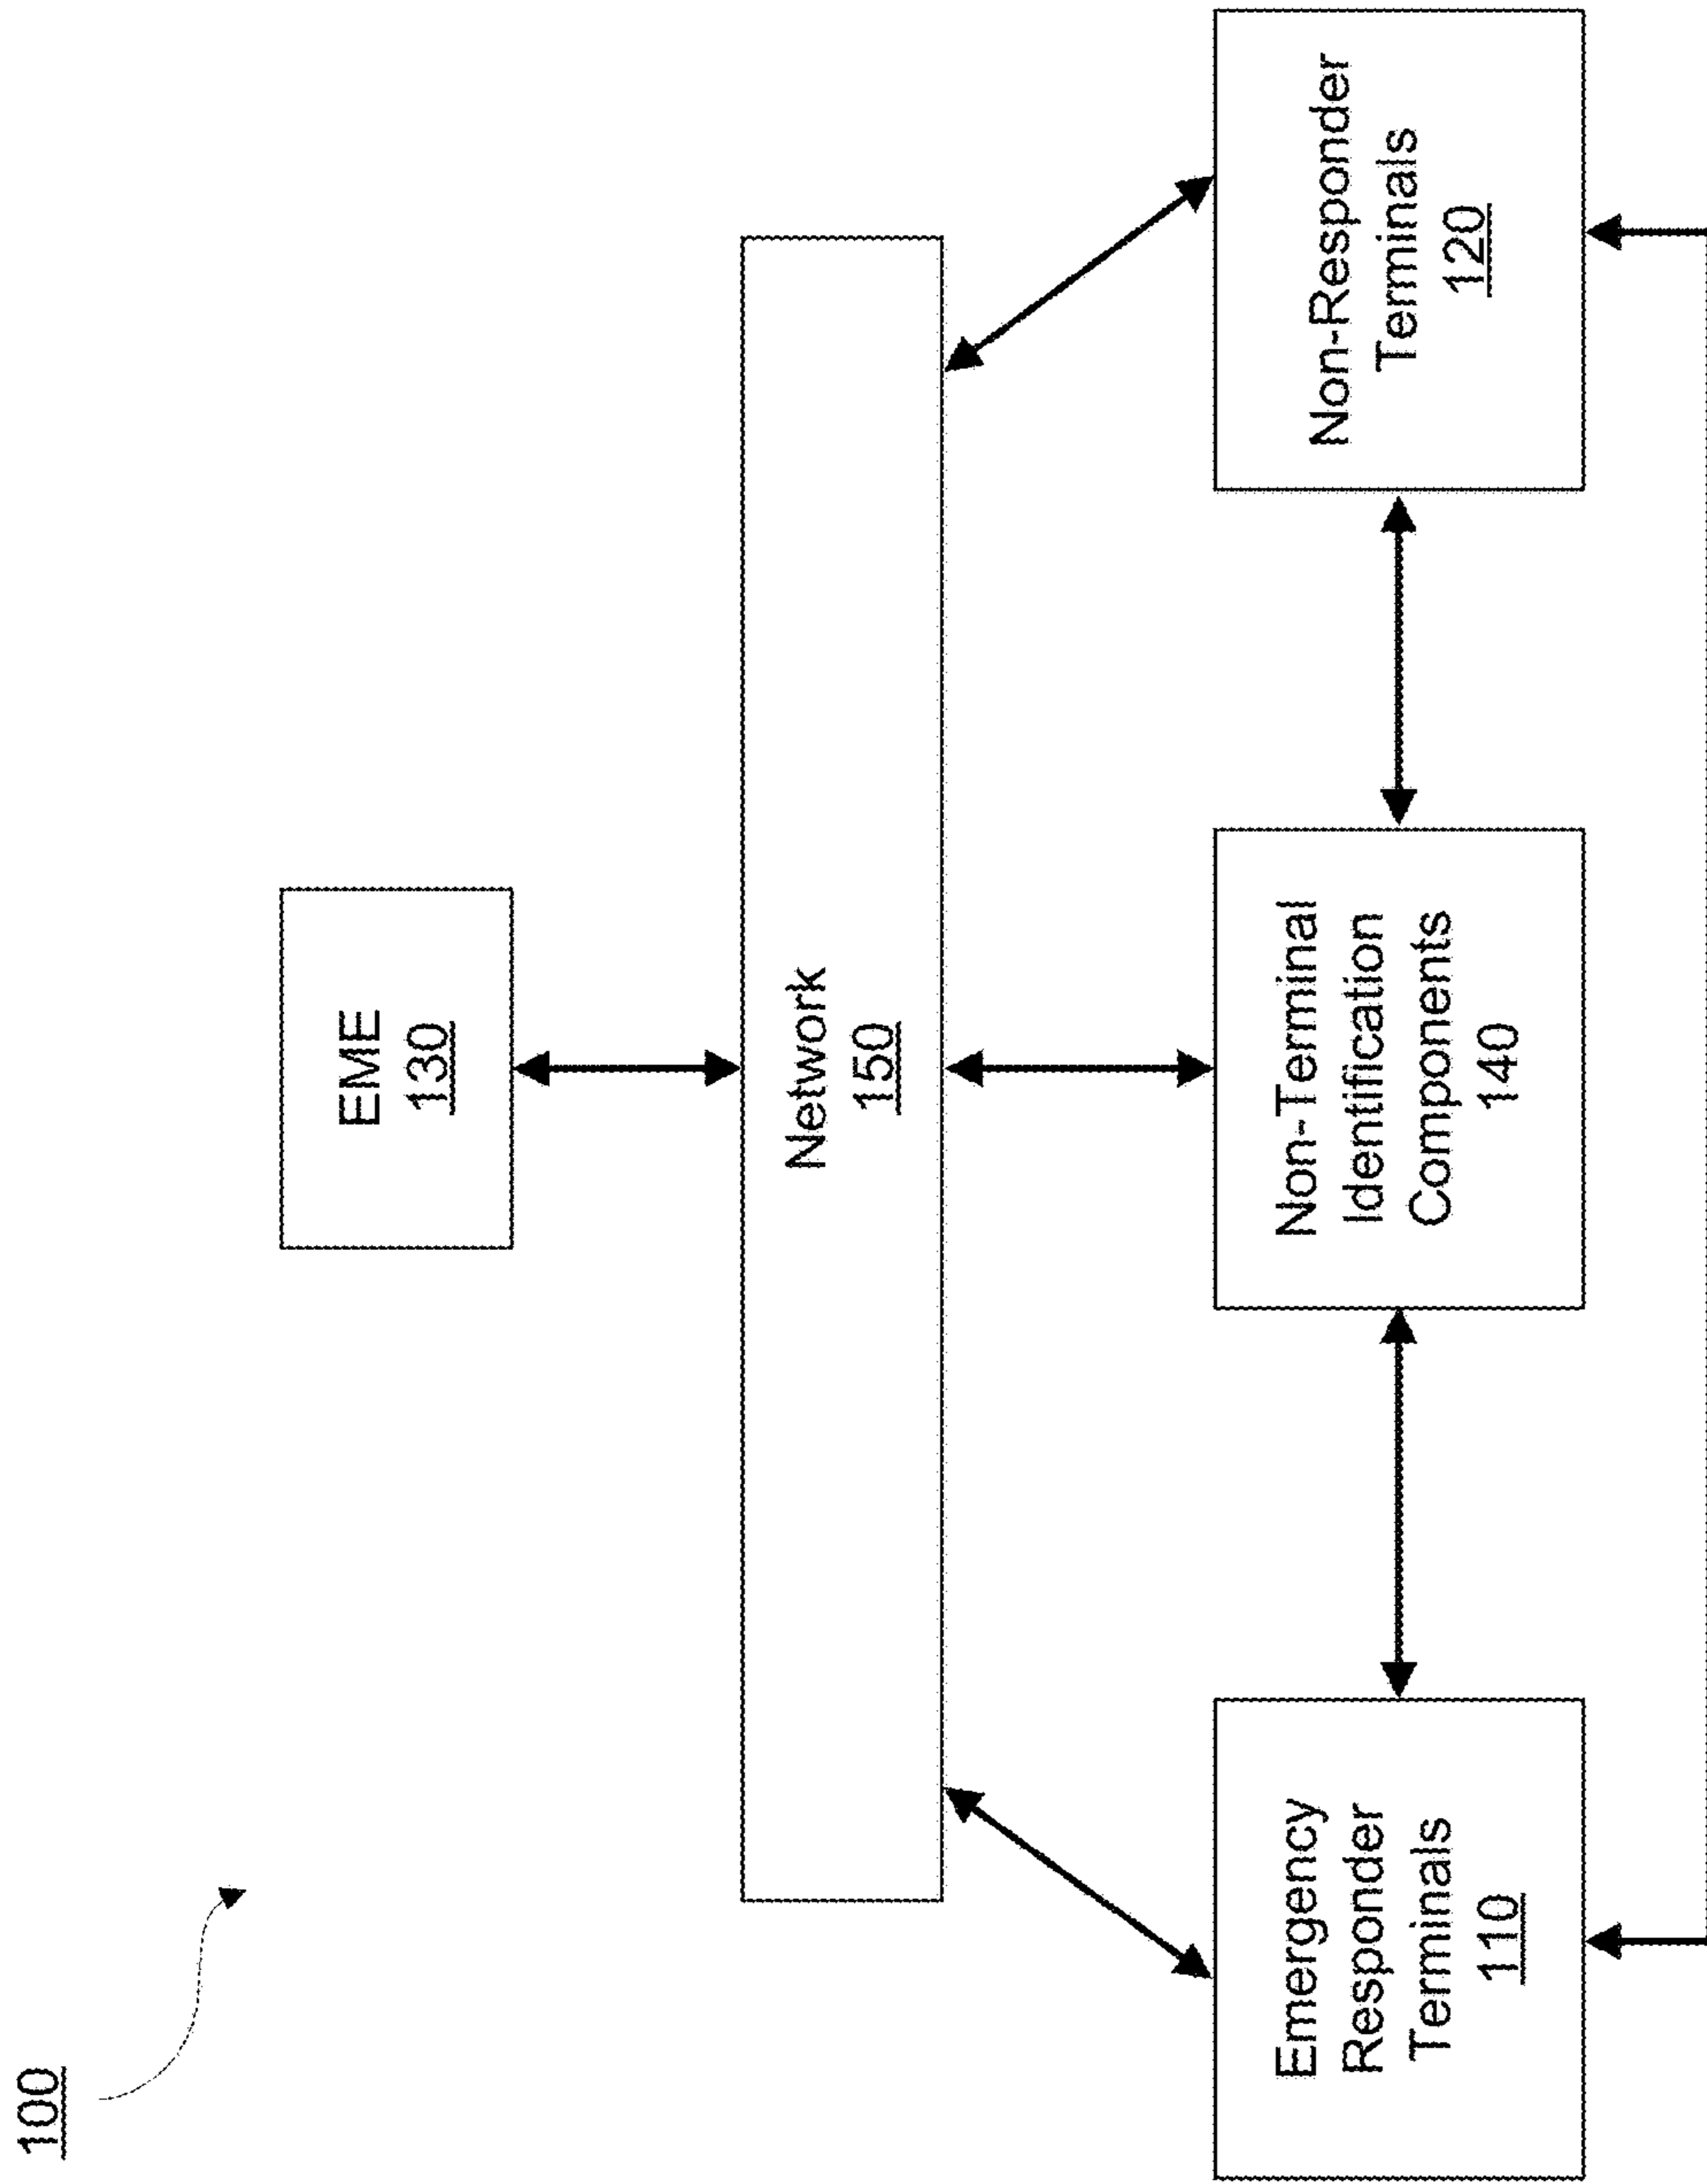 100
EME
130
Network
150
Emergency
Responder
Terminals
110
Non-Terminal
Identification
Components
140
Non-Responder
Terminals
120